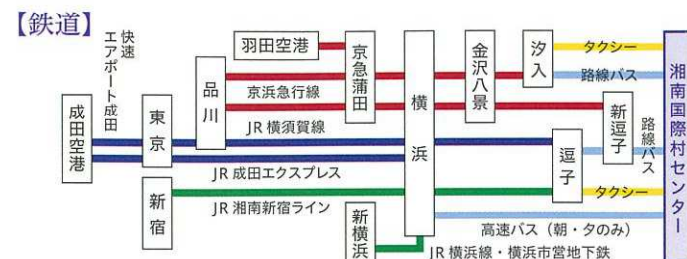 【鉄道】
快速
エアポート成田
成田空港
東京
新宿
品川
羽田空港
京急蒲田
京浜急行線
JR 横須賀線
JR 成田エクスプレス
JR 湘南新宿ライン
新横浜
横浜
金沢八景
汐入
タクシー
路線バス
新逗子
逗子
路線バス
タクシー
高速バス（朝・夕のみ）
JR 横浜線・横浜市営地下鉄
湘南国際村センター